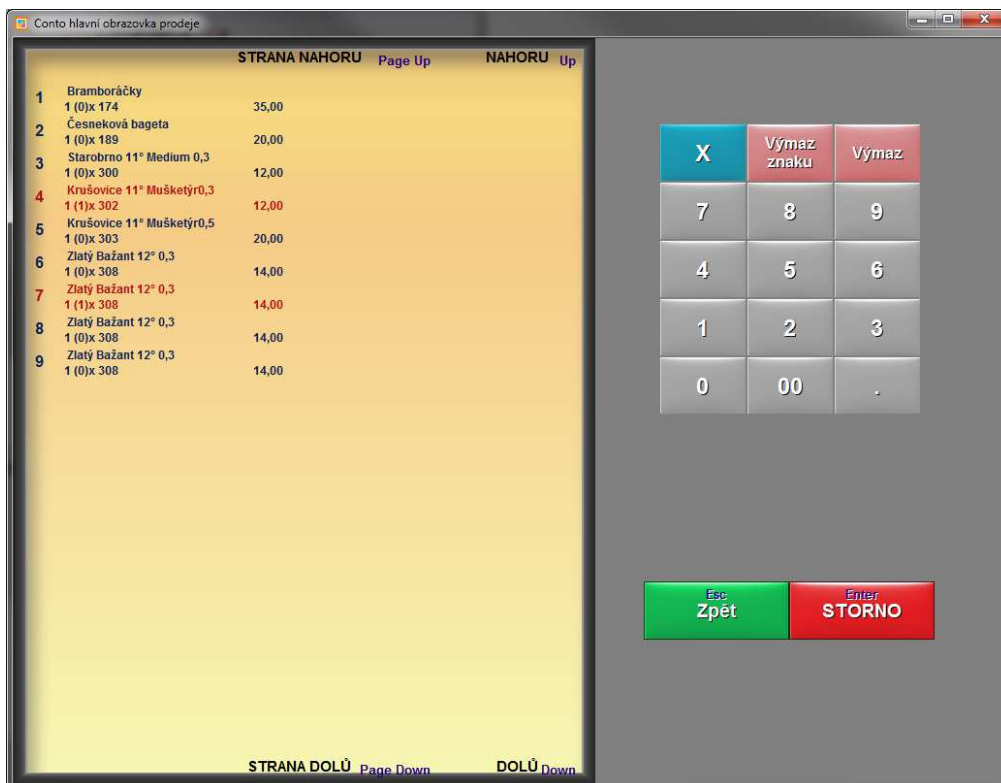 Conto hlavní obrazovka prodeje
STRANA NAHORU Page Up NAHORU Up
1 Bramboráčky
1 (0)x 174 35,00
2 Česneková bageta
1 (0)x 189 20,00
3 Starobrno 11° Medium 0,3
1 (0)x 300 12,00
4 Krušovice 11° Mušketýr0,3
1 (1)x 302 12,00
5 Krušovice 11° Mušketýr0,5
1 (0)x 303 20,00
6 Zlatý Bažant 12° 0,3
1 (0)x 308 14,00
7 Zlatý Bažant 12° 0,3
1 (1)x 308 14,00
8 Zlatý Bažant 12° 0,3
1 (0)x 308 14,00
9 Zlatý Bažant 12° 0,3
1 (0)x 308 14,00
STRANA DOLŮ Page Down DOLŮ Down
X Výmaz znaku Výmaz
7 8 9
4 5 6
1 2 3
0 00 .
Esc Enter
Zpět STORNO